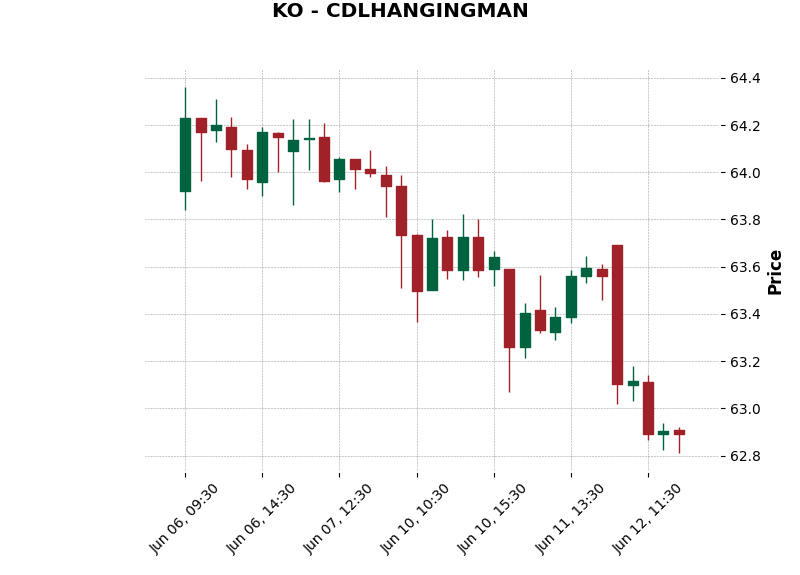 KO - CDLHANGINGMAN
64.4
64.2
64.0
63.8
63.6
63.4
63.2
63.0
62.8
Price
Jun 06, 09:30
Jun 06, 14:30
Jun 07, 12:30
Jun 10, 10:30
Jun 10, 15:30
Jun 11, 13:30
Jun 12, 11:30